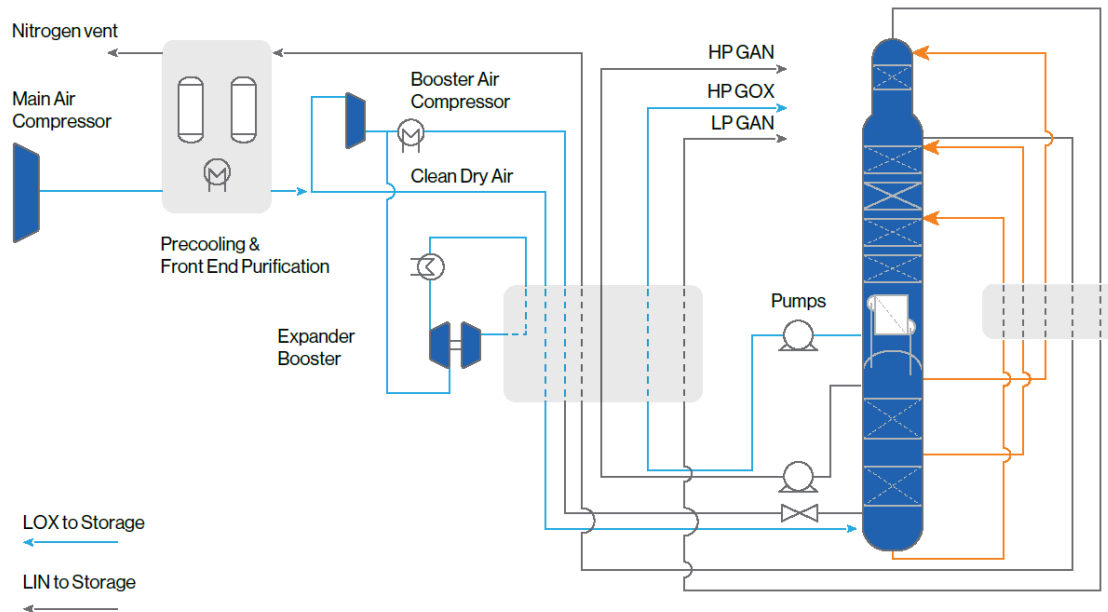 Nitrogen vent
Main Air
Compressor
Precooling &
Front End Purification
Booster Air
Compressor
Clean Dry Air
Expander
Booster
HP GAN
HP GOX
LP GAN
Pumps
LOX to Storage
LIN to Storage